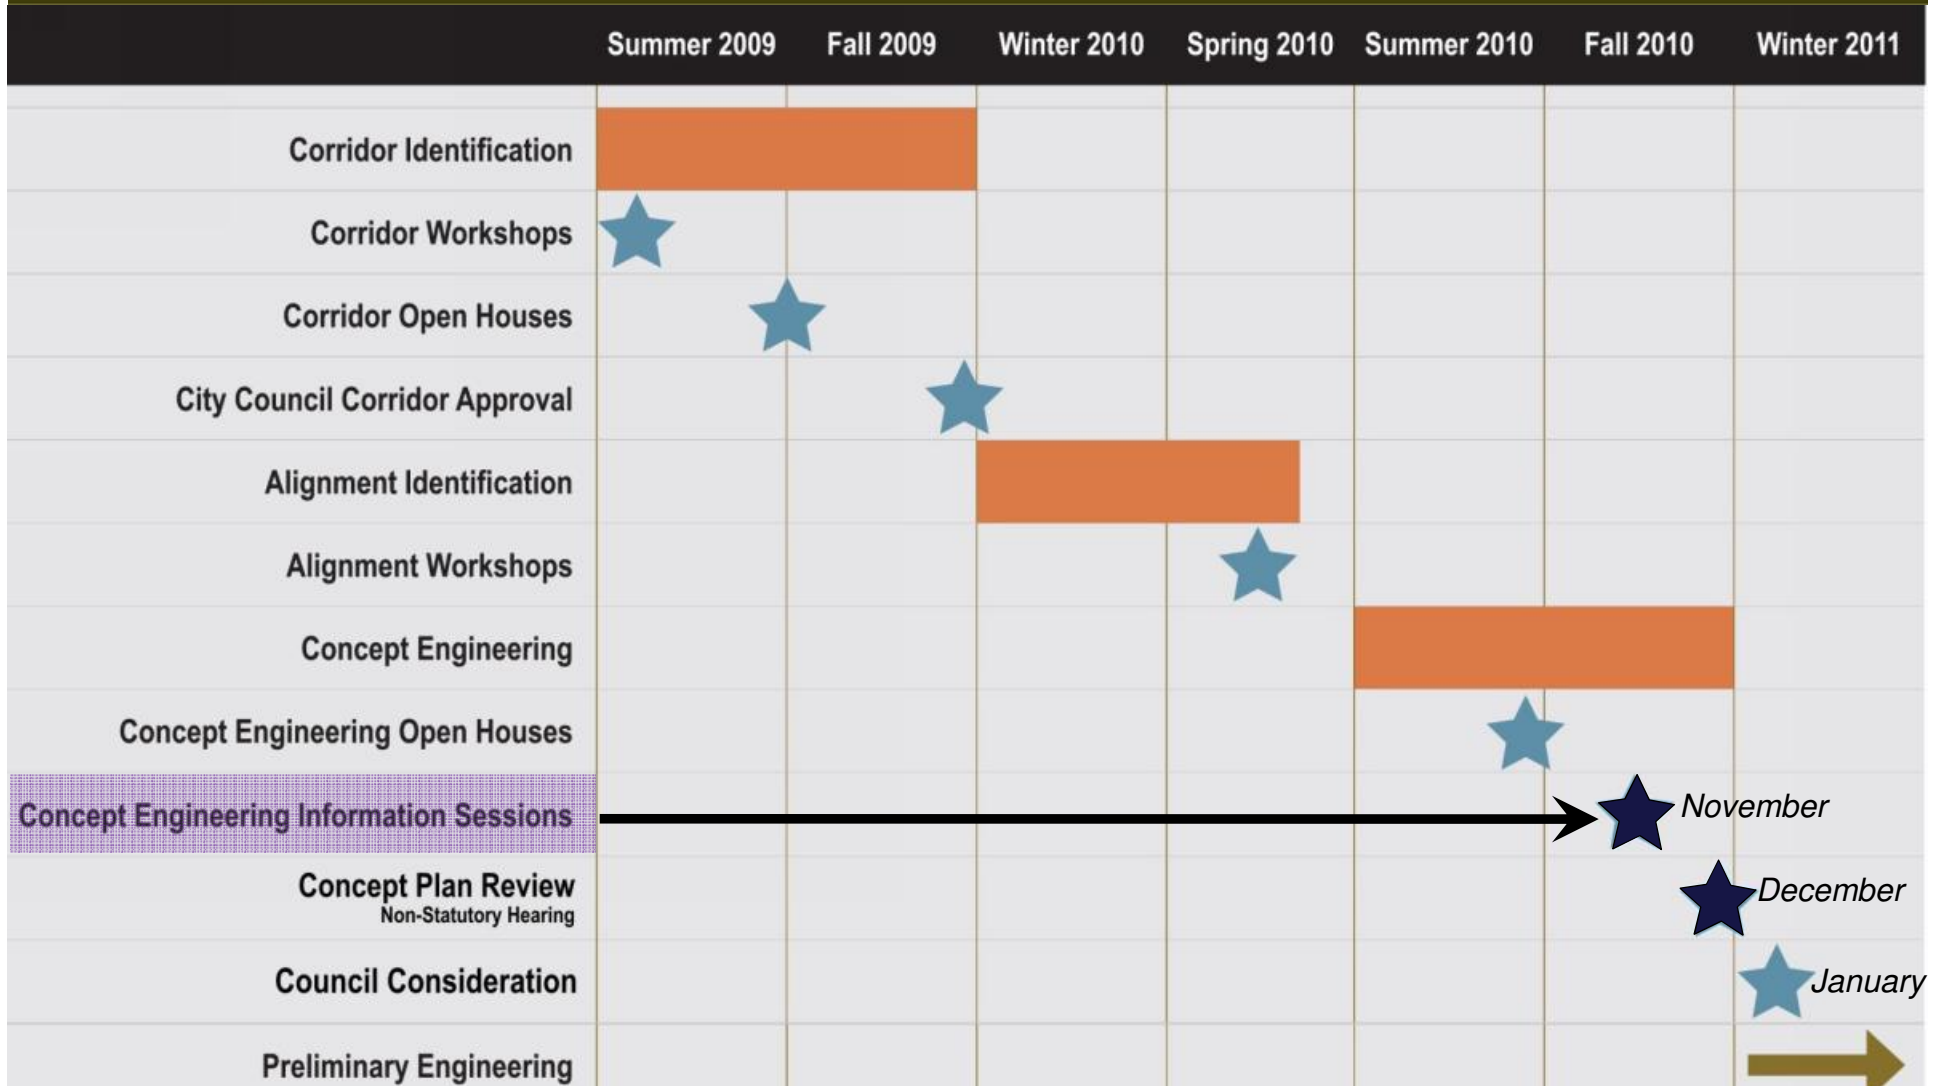 Summer 2009 Fall 2009 Winter 2010 Spring 2010 Summer 2010 Fall 2010 Winter 2011
Corridor Identification
Corridor Workshops
Corridor Open Houses
City Council Corridor Approval
Alignment Identification
Alignment Workshops
Concept Engineering
Concept Engineering Open Houses
Concept Engineering Information Sessions November
Concept Plan Review December
Non-Statutory Hearing
Council Consideration January
Preliminary Engineering